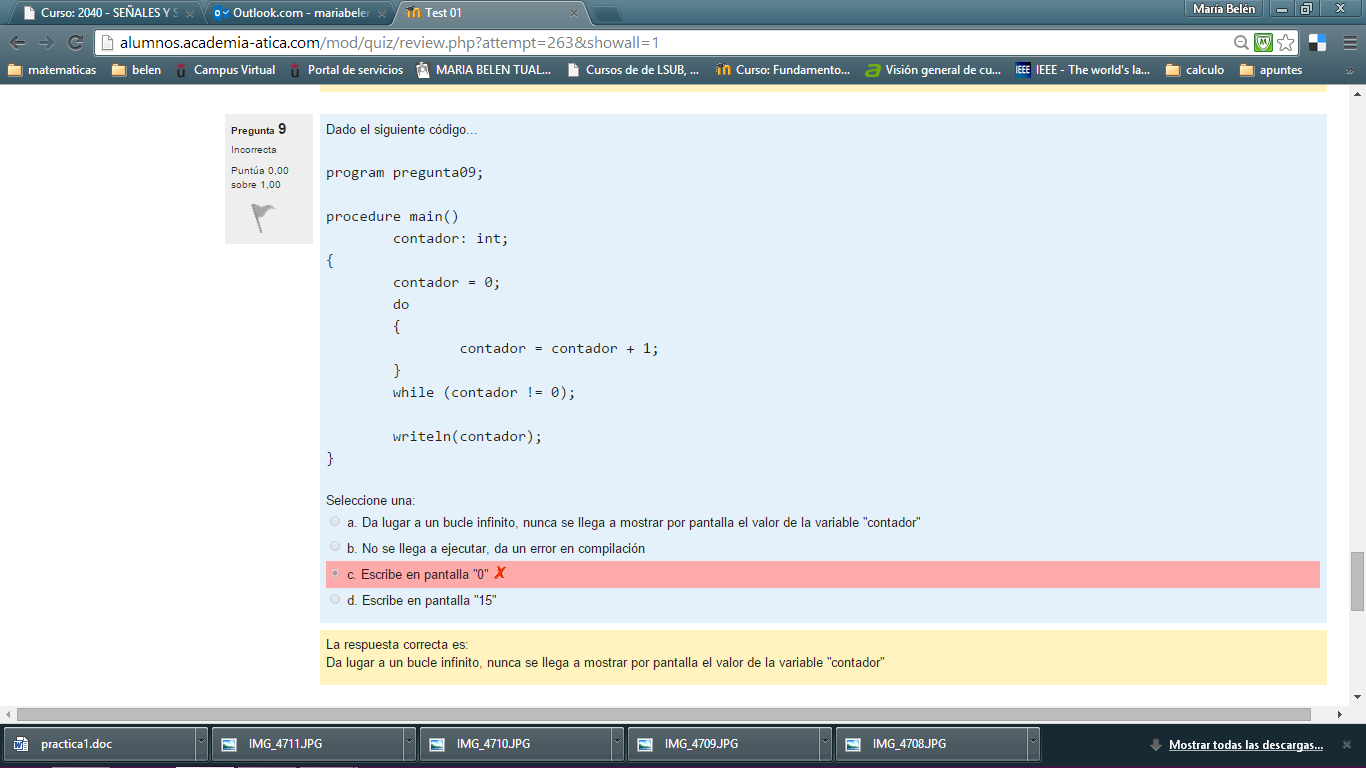 Curso: 2040 - SEÑALES Y S
Outlook.com - mariabeler
Test 01
María Belén
alumnos.academia-atica.com/mod/quiz/review.php?attempt=263&showall=1
matematicas
belen
Campus Virtual
Portal de servicios
MARIA BELEN TUAL...
Cursos de de LSUB, ...
Curso: Fundamento...
Visión general de cu...
IEEE
IEEE - The world's la...
calculo
apuntes
»
Pregunta 9
Incorrecta
Puntúa 0,00
sobre 1,00
Dado el siguiente código...
program pregunta09;
procedure main()
contador: int;
{
contador = 0;
do
{
contador = contador + 1;
}
while (contador != 0);
writeln(contador);
}
Seleccione una:
a. Da lugar a un bucle infinito, nunca se llega a mostrar por pantalla el valor de la variable "contador"
b. No se llega a ejecutar, da un error en compilación
c. Escribe en pantalla "0" ✗
d. Escribe en pantalla "15"
La respuesta correcta es:
Da lugar a un bucle infinito, nunca se llega a mostrar por pantalla el valor de la variable "contador"
practica1.doc
IMG_4711.JPG
IMG_4710.JPG
IMG_4709.JPG
IMG_4708.JPG
Mostrar todas las descargas...